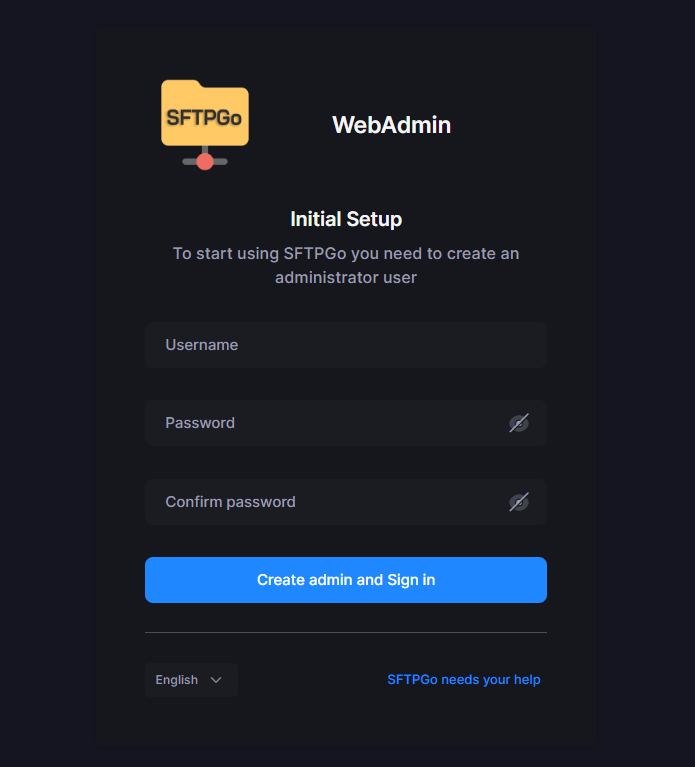 SFTPGo
WebAdmin
Initial Setup
To start using SFTPGo you need to create an
administrator user
Username
Password
Confirm password
Create admin and Sign in
English
SFTPGo needs your help